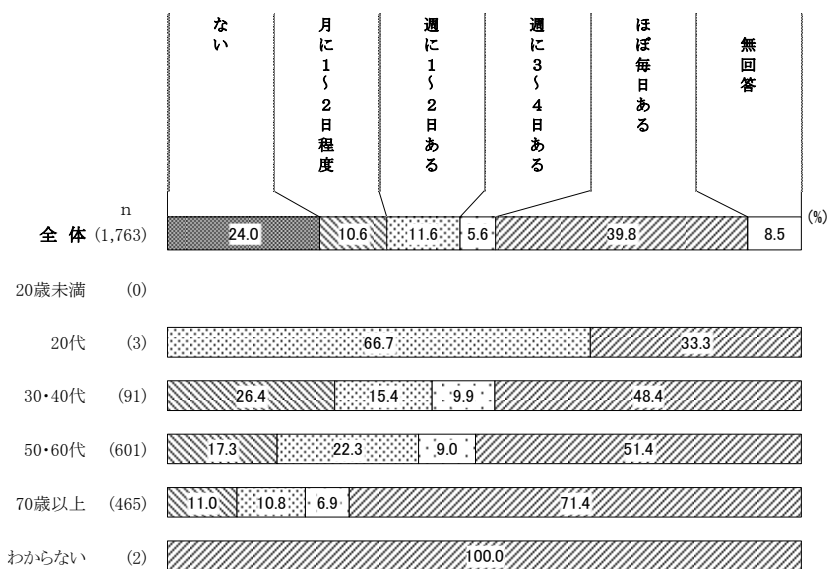 ない
月に1～2日程度
週に1～2日ある
週に3～4日ある
ほぼ毎日ある
無回答
(%)
n
全 体 (1,763) 24.0 10.6 11.6 5.6 39.8 8.5
20歳未満 (0)
20代 (3) 66.7 33.3
30・40代 (91) 26.4 15.4 9.9 48.4
50・60代 (601) 17.3 22.3 9.0 51.4
70歳以上 (465) 11.0 10.8 6.9 71.4
わからない (2) 100.0